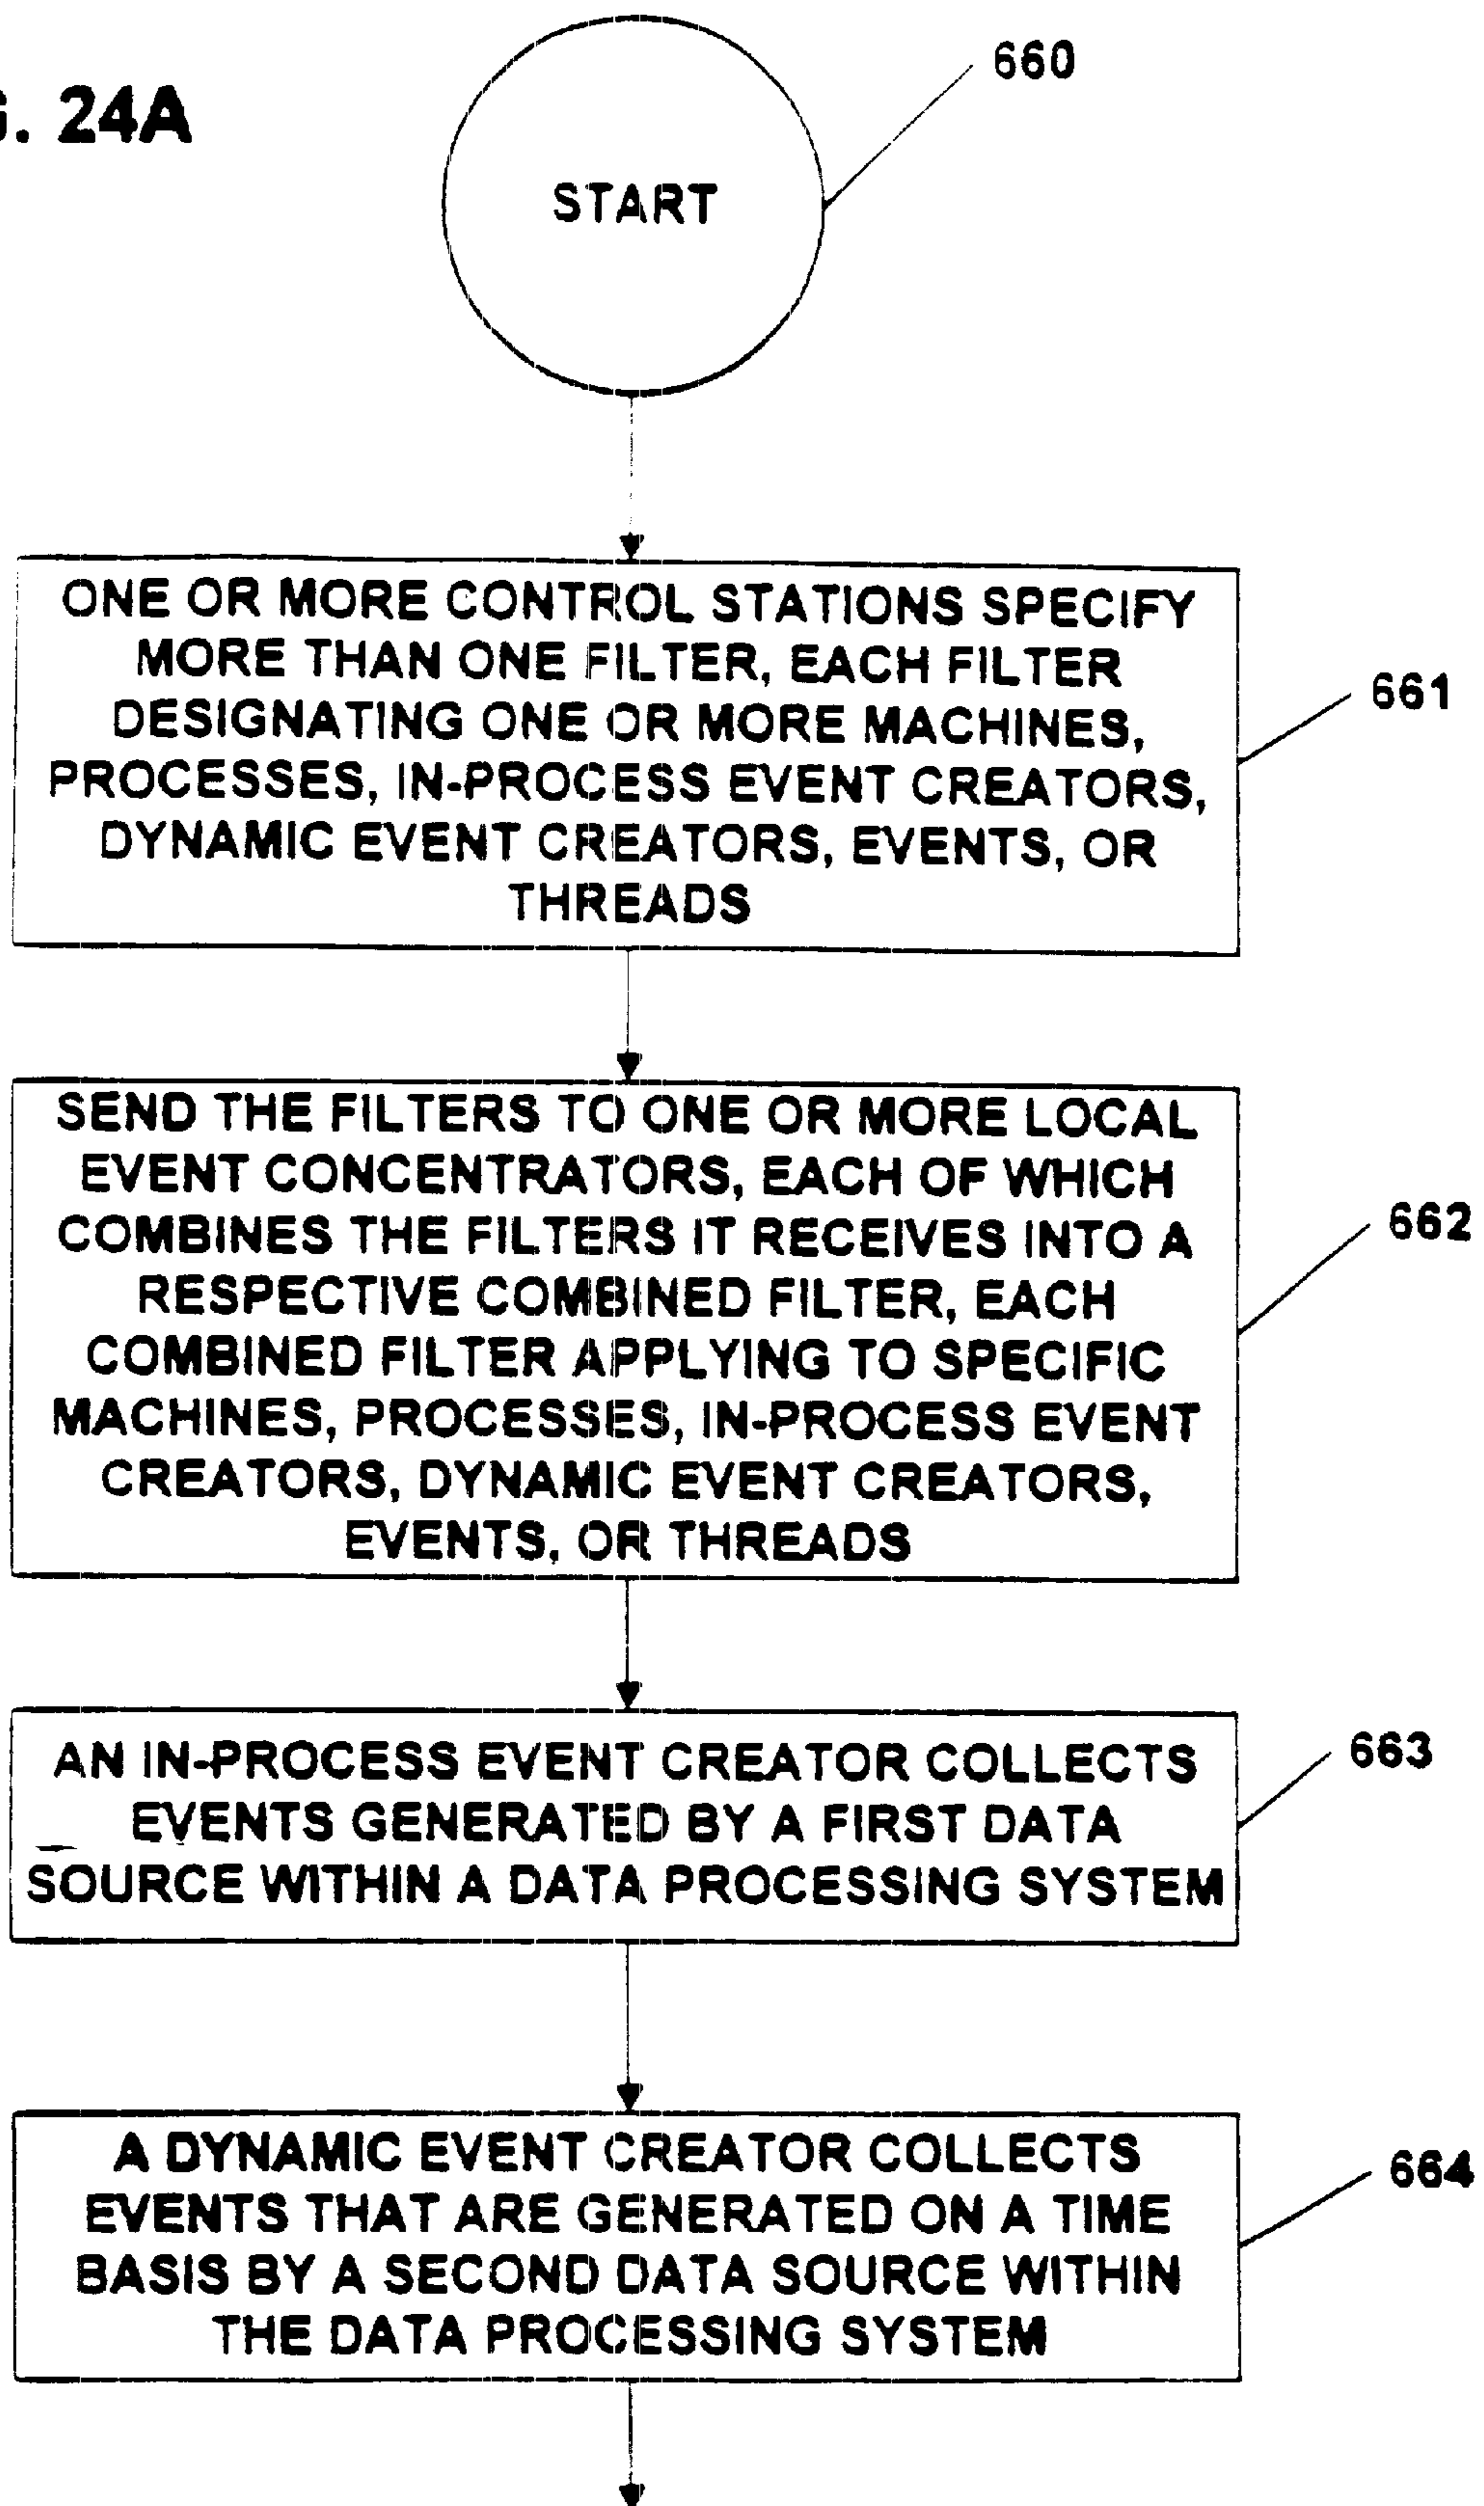 . 24A
660
START
ONE OR MORE CONTROL STATIONS SPECIFY
MORE THAN ONE FILTER, EACH FILTER
DESIGNATING ONE OR MORE MACHINES,
PROCESSES, IN-PROCESS EVENT CREATORS,
DYNAMIC EVENT CREATORS, EVENTS, OR
THREADS
661
SEND THE FILTERS TO ONE OR MORE LOCAL
EVENT CONCENTRATORS, EACH OF WHICH
COMBINES THE FILTERS IT RECEIVES INTO A
RESPECTIVE COMBINED FILTER, EACH
COMBINED FILTER APPLYING TO SPECIFIC
MACHINES, PROCESSES, IN-PROCESS EVENT
CREATORS, DYNAMIC EVENT CREATORS,
EVENTS, OR THREADS
662
AN IN-PROCESS EVENT CREATOR COLLECTS
EVENTS GENERATED BY A FIRST DATA
SOURCE WITHIN A DATA PROCESSING SYSTEM
663
A DYNAMIC EVENT CREATOR COLLECTS
EVENTS THAT ARE GENERATED ON A TIME
BASIS BY A SECOND DATA SOURCE WITHIN
THE DATA PROCESSING SYSTEM
664